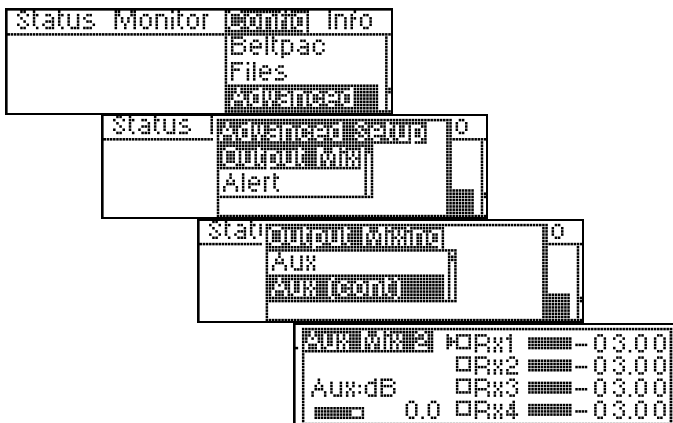 Status Monitor Config Info
Beltpac
Files
Advanced
Status Advanced Setup o
Output Mix
Alert
Stat Output Mixing o
Aux
Aux (cont)
Aux Mix 2 Rx1 -03.00
Rx2 -03.00
Aux:dB Rx3 -03.00
0.0 Rx4 -03.00